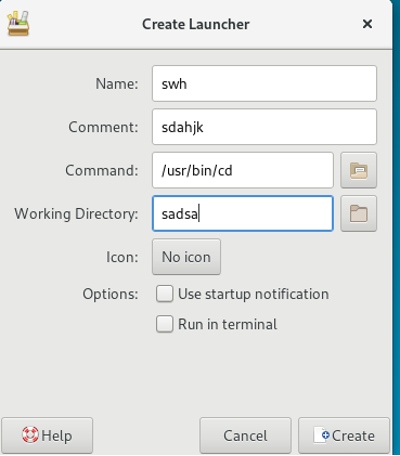 Create Launcher
Name: swh
Comment: sdahjk
Command: /usr/bin/cd
Working Directory: sadsa
Icon: No icon
Options: Use startup notification
Run in terminal
Help Cancel Create